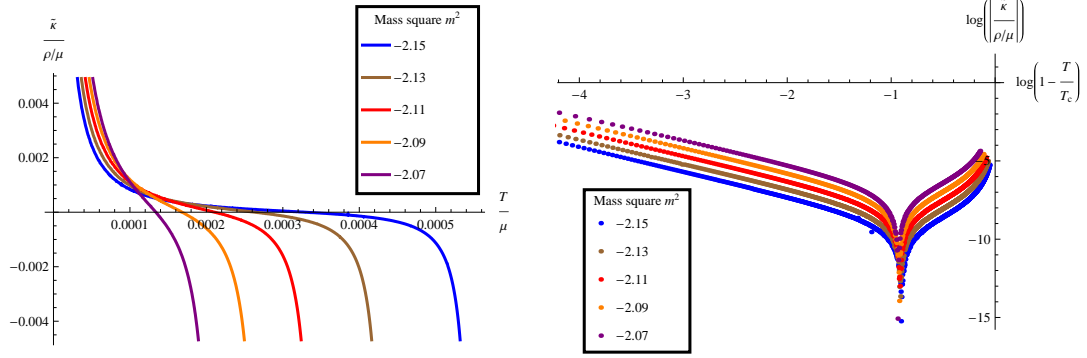 κ̃
ρ/μ
0.004
0.002
−0.002
−0.004
0.0001
0.0002
0.0003
0.0004
0.0005
T
μ
Mass square m²
−2.15
−2.13
−2.11
−2.09
−2.07
log(|κ̃
ρ/μ|)
log(1 − T
T_c)
−4
−3
−2
−1
−10
−15
Mass square m²
−2.15
−2.13
−2.11
−2.09
−2.07